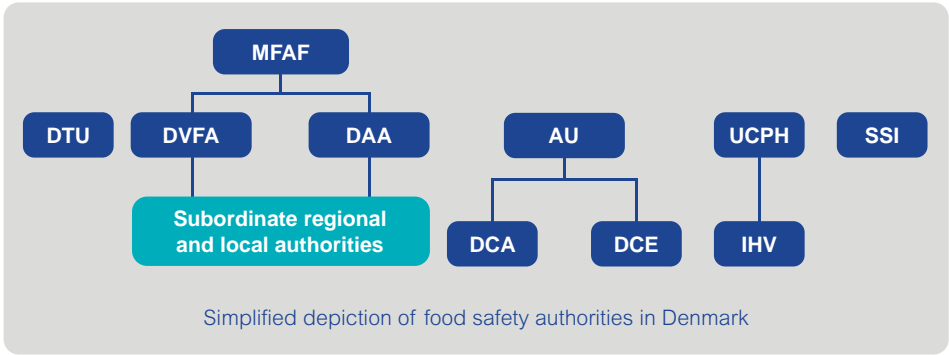 MFAF
DTU
DVFA
DAA
AU
UCPH
SSI
Subordinate regional
and local authorities
DCA
DCE
IHV
Simplified depiction of food safety authorities in Denmark